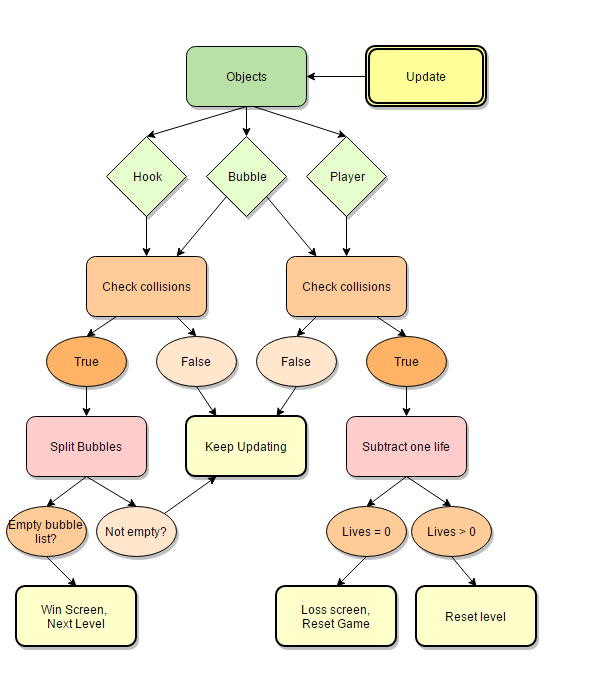 Objects
Update
Hook
Bubble
Player
Check collisions
Check collisions
True
False
False
True
Split Bubbles
Keep Updating
Subtract one life
Empty bubble
list?
Not empty?
Lives = 0
Lives > 0
Win Screen,
Next Level
Loss screen,
Reset Game
Reset level